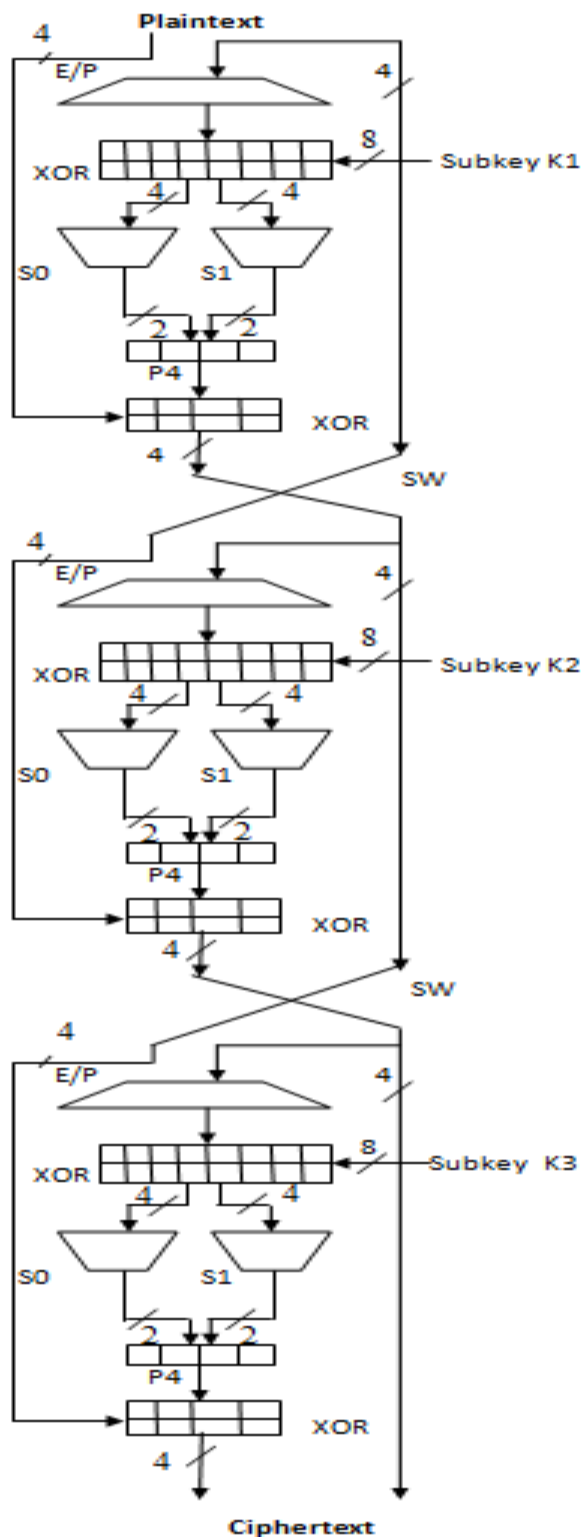 Plaintext
4
E/P
4
8
Subkey K1
XOR
4
4
S0
S1
2
2
P4
XOR
4
SW
4
E/P
4
8
Subkey K2
XOR
4
4
S0
S1
2
2
P4
XOR
4
SW
4
E/P
4
8
Subkey K3
XOR
4
4
S0
S1
2
2
P4
XOR
4
Ciphertext